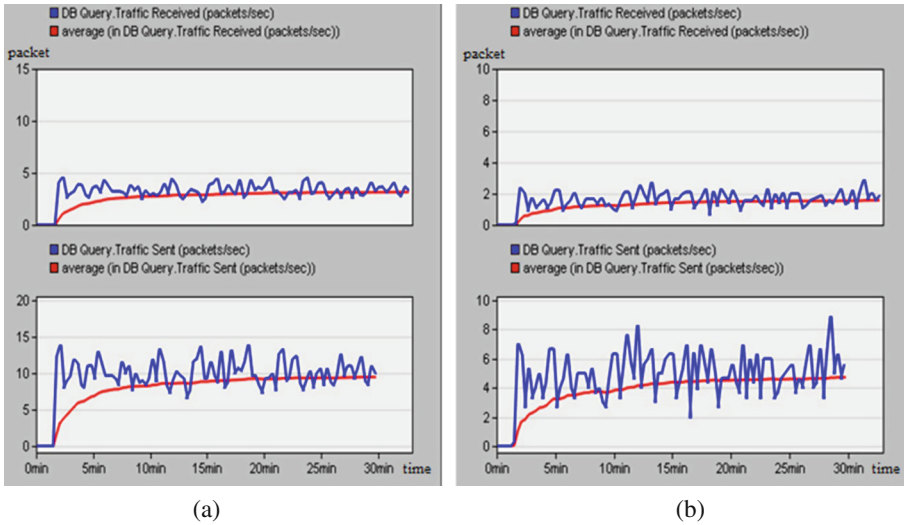 DB Query.Traffic Received (packets/sec)
average (in DB Query.Traffic Received (packets/sec))
packet
15
10
5
0
DB Query.Traffic Sent (packets/sec)
average (in DB Query.Traffic Sent (packets/sec))
20
15
10
5
0
0min 5min 10min 15min 20min 25min 30min time
(a)
DB Query.Traffic Received (packets/sec)
average (in DB Query.Traffic Received (packets/sec))
packet
10
8
6
4
2
0
DB Query.Traffic Sent (packets/sec)
average (in DB Query.Traffic Sent (packets/sec))
10
8
6
4
2
0
0min 5min 10min 15min 20min 25min 30min time
(b)